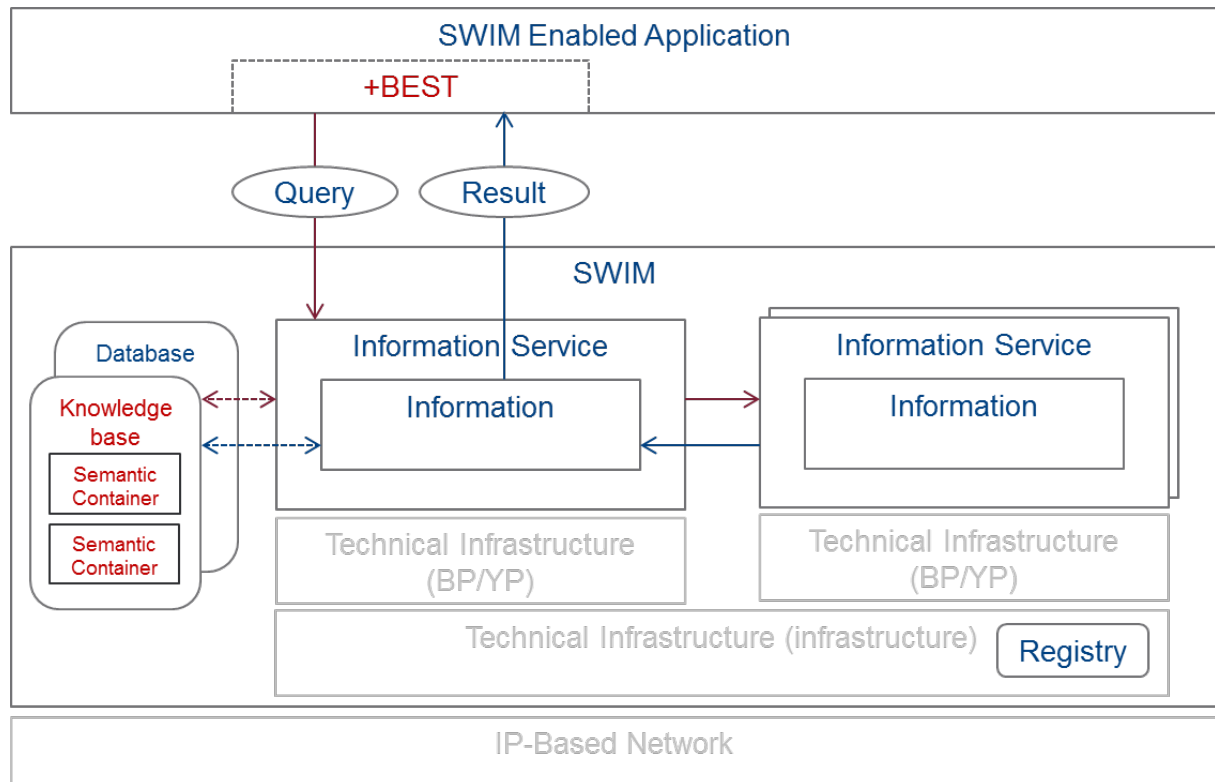 SWIM Enabled Application
+BEST
Query
Result
SWIM
Database
Knowledge
base
Semantic
Container
Semantic
Container
Information Service
Information
Technical Infrastructure
(BP/YP)
Information Service
Information
Technical Infrastructure
(BP/YP)
Technical Infrastructure (infrastructure)
Registry
IP-Based Network